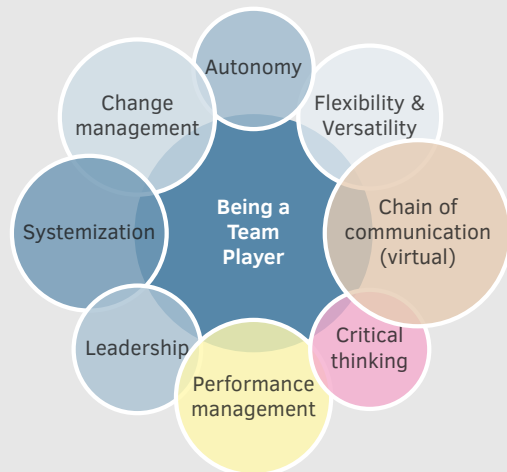 Autonomy
Flexibility &
Versatility
Chain of
communication
(virtual)
Critical
thinking
Performance
management
Leadership
Systemization
Change
management
Being a
Team
Player